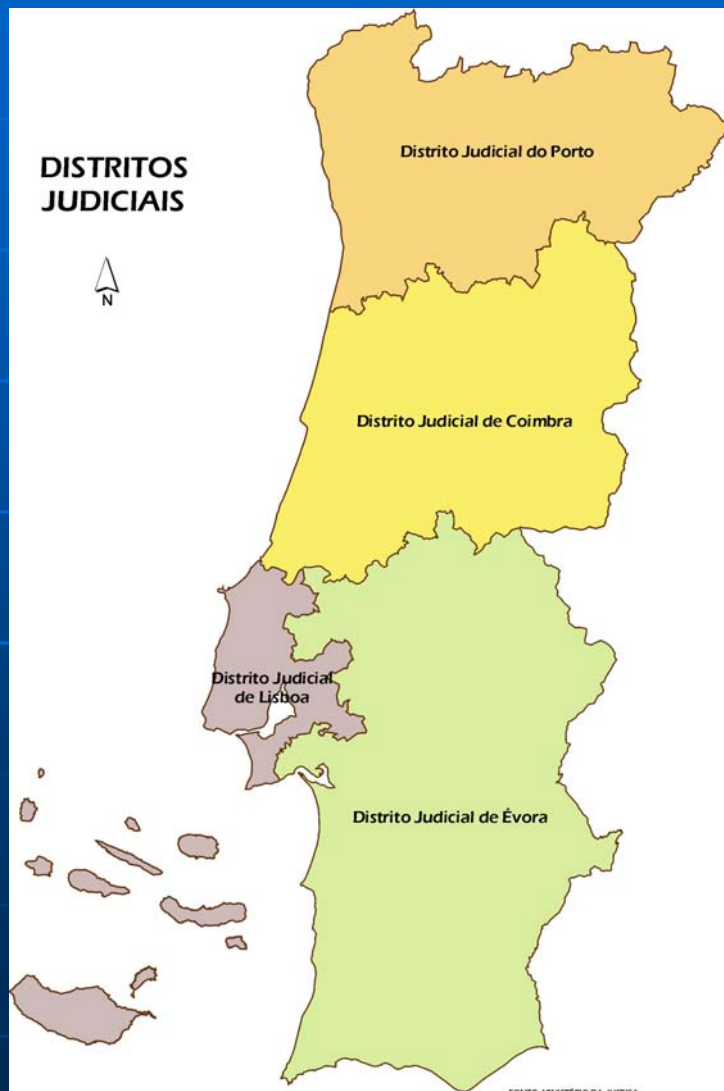 DISTRITOS
JUDICIAIS
N
Distrito Judicial do Porto
Distrito Judicial de Coimbra
Distrito Judicial
de Lisboa
Distrito Judicial de Évora